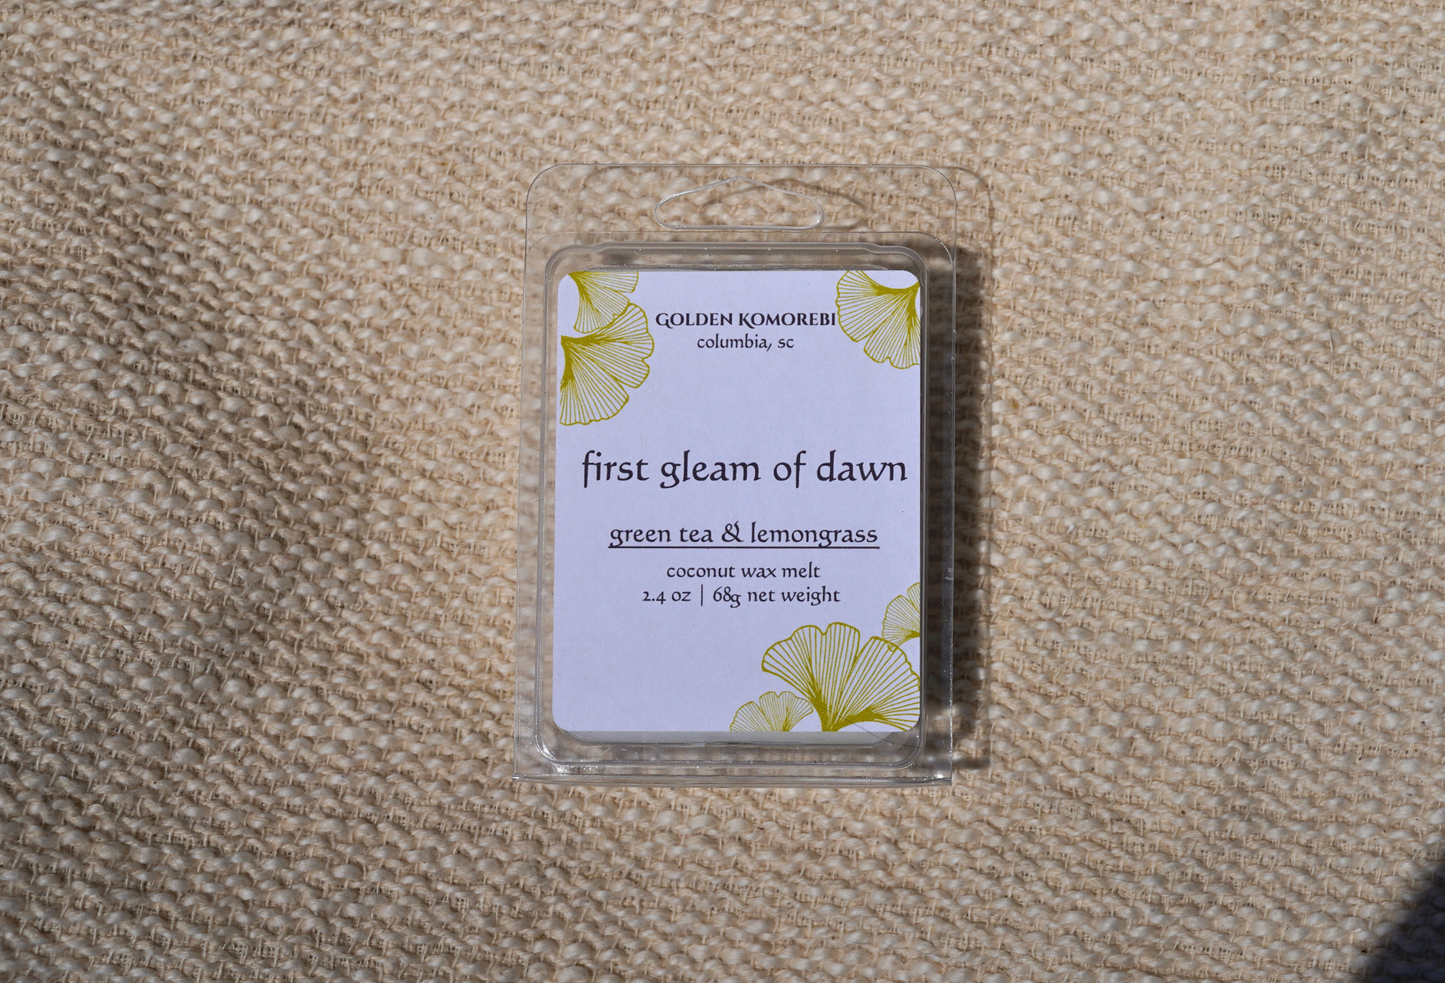 GOLDEN KOMOREBI
columbia, sc
first gleam of dawn
green tea & lemongrass
coconut wax melt
2.4 oz | 68g net weight